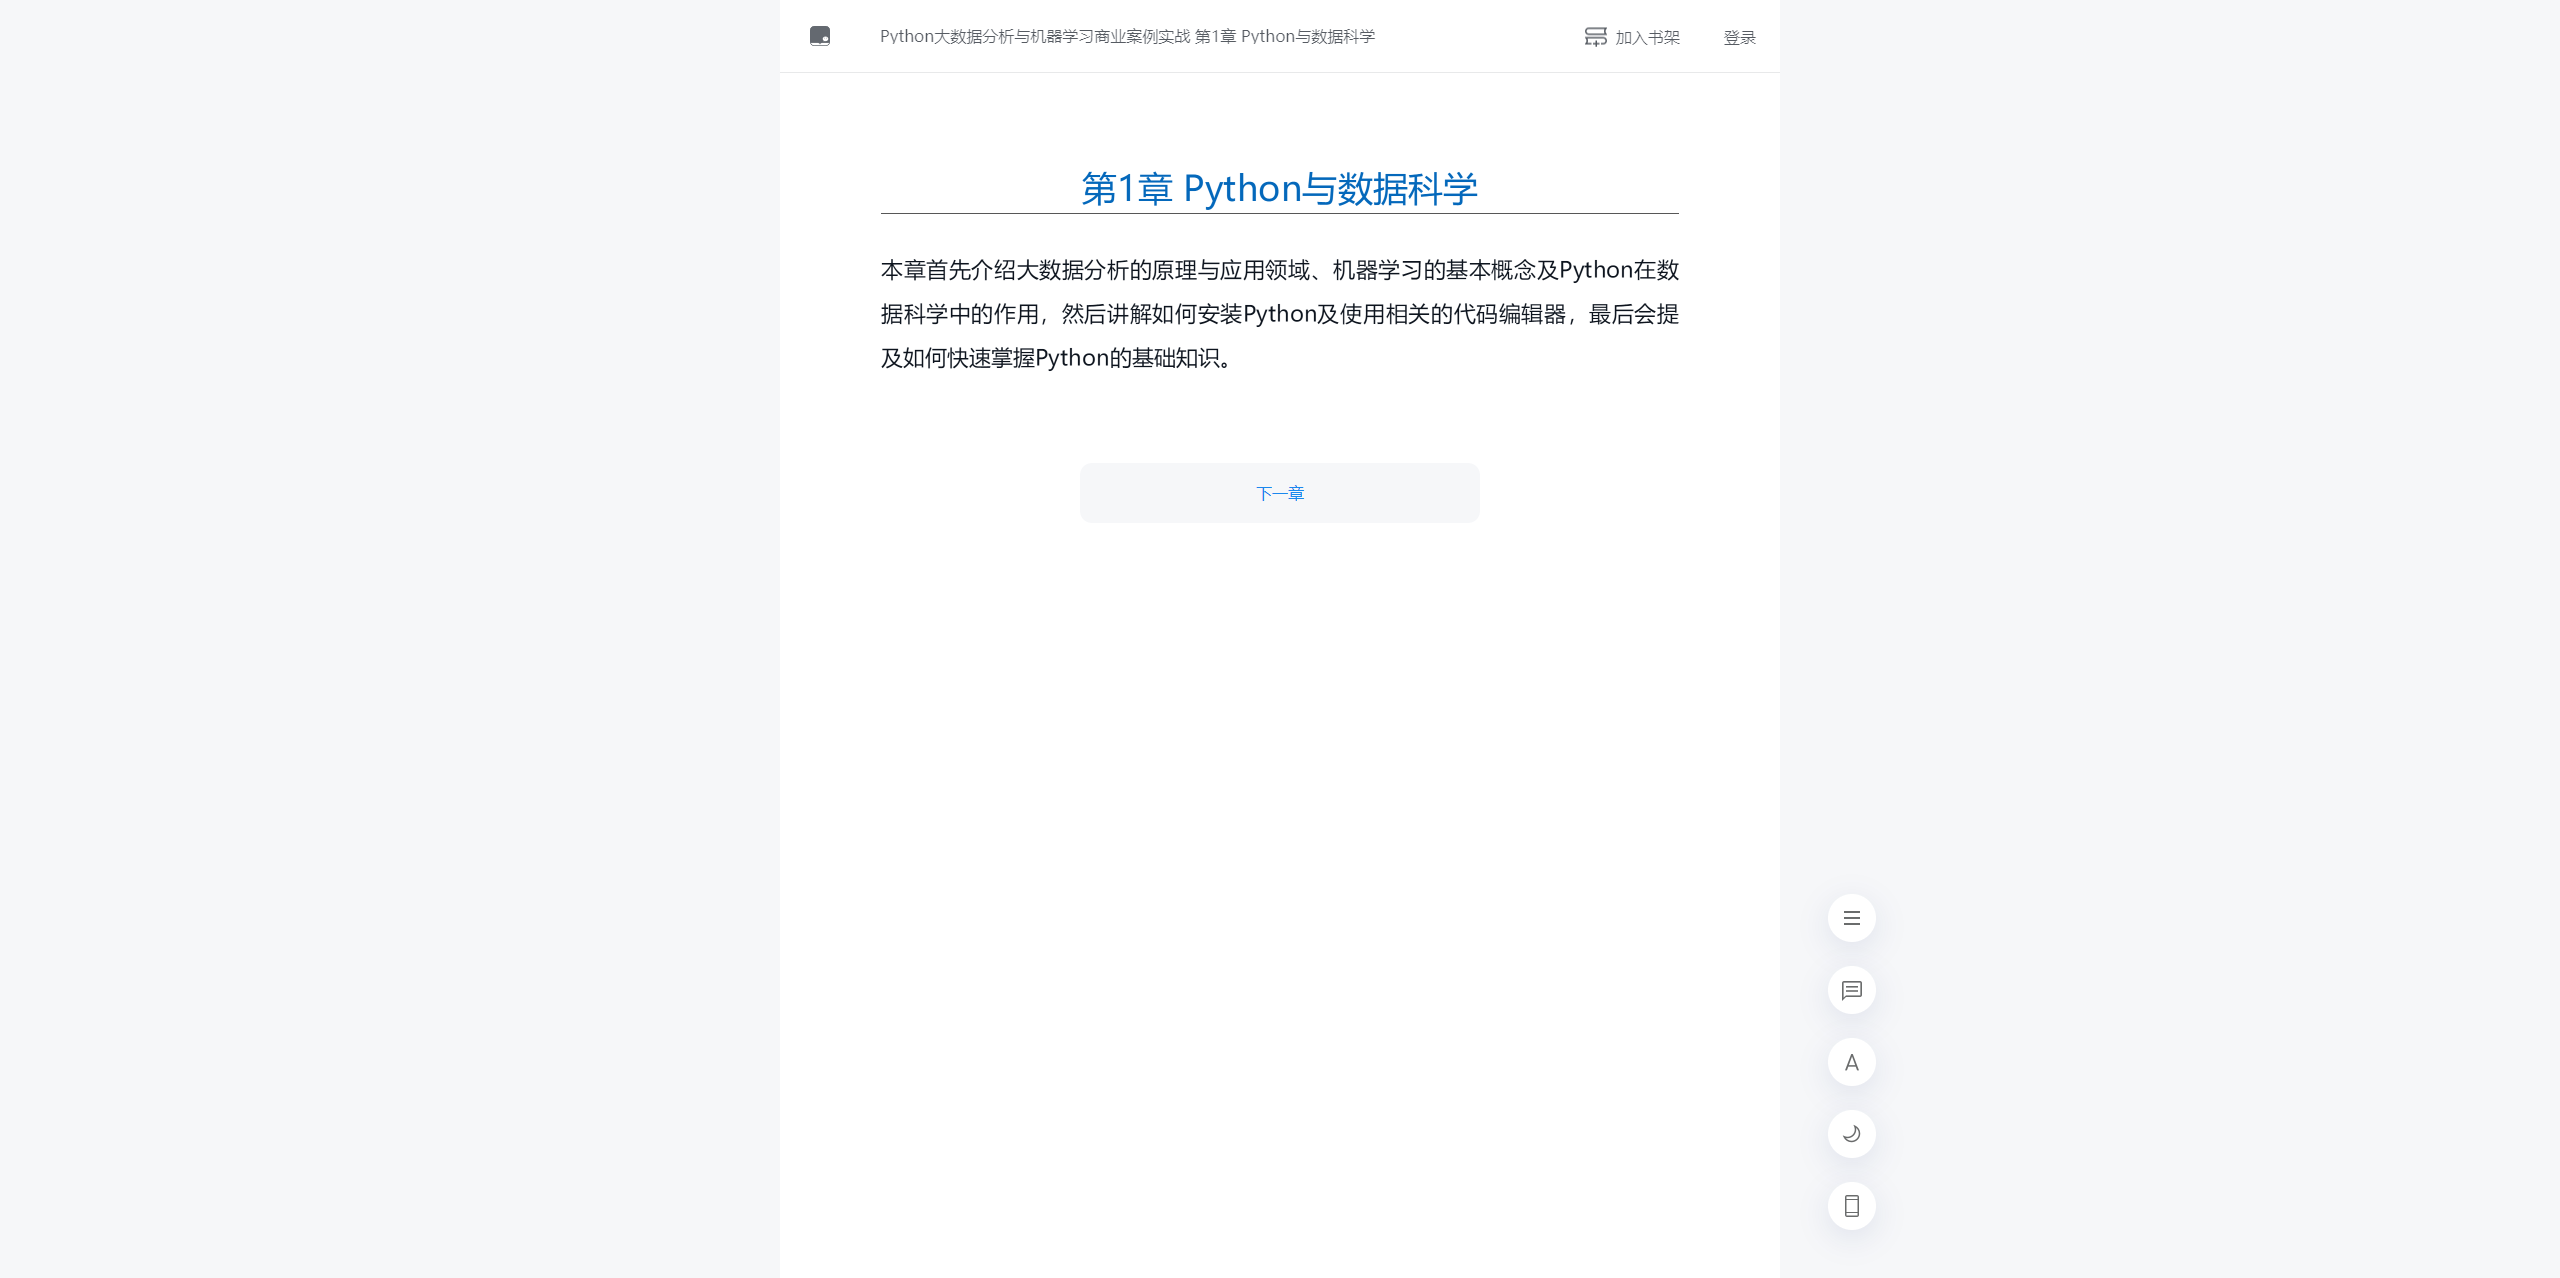 Python大数据分析与机器学习商业案例实战 第1章 Python与数据科学
加入书架
登录
第1章 Python与数据科学
本章首先介绍大数据分析的原理与应用领域、机器学习的基本概念及Python在数
据科学中的作用，然后讲解如何安装Python及使用相关的代码编辑器，最后会提
及如何快速掌握Python的基础知识。
下一章
A